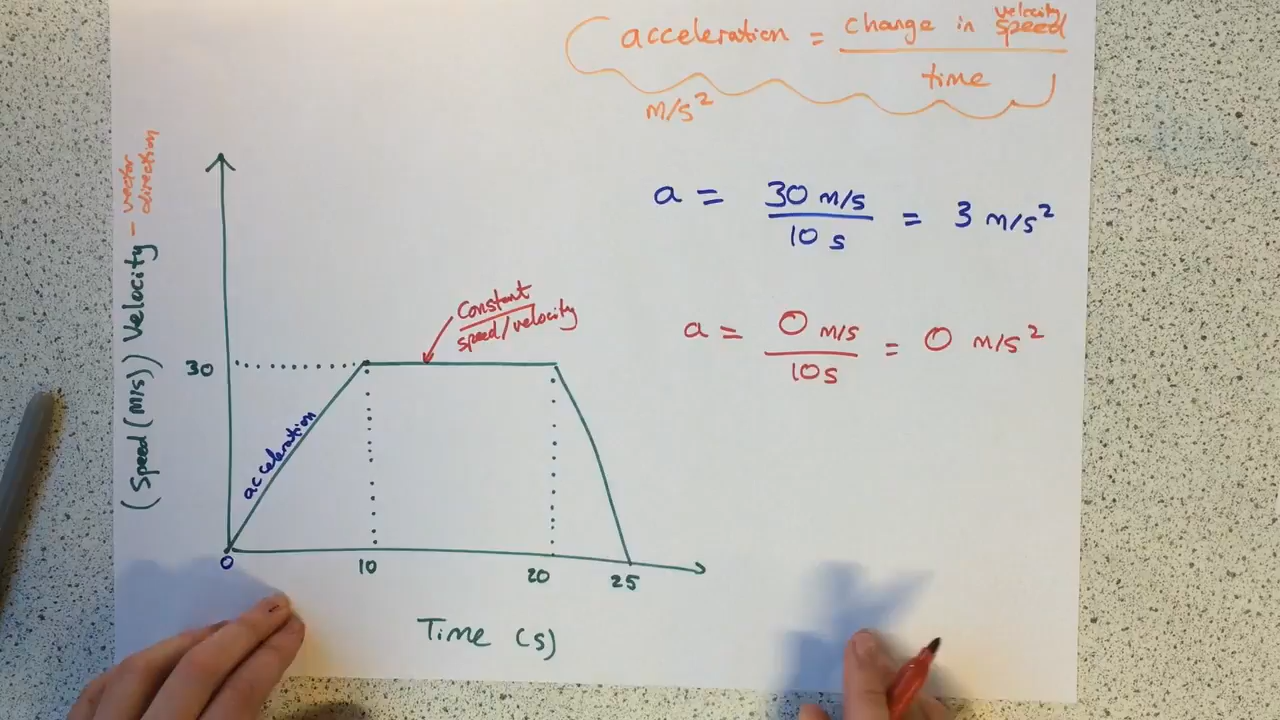 acceleration = change in velocity speed
time
m/s²
a = 30 m/s
10 s
= 3 m/s²
a = 0 m/s
10s
= 0 m/s²
(Speed (m/s)) Velocity - vector
direction
Constant
speed/velocity
30
acceleration
0
10
20
25
Time (s)